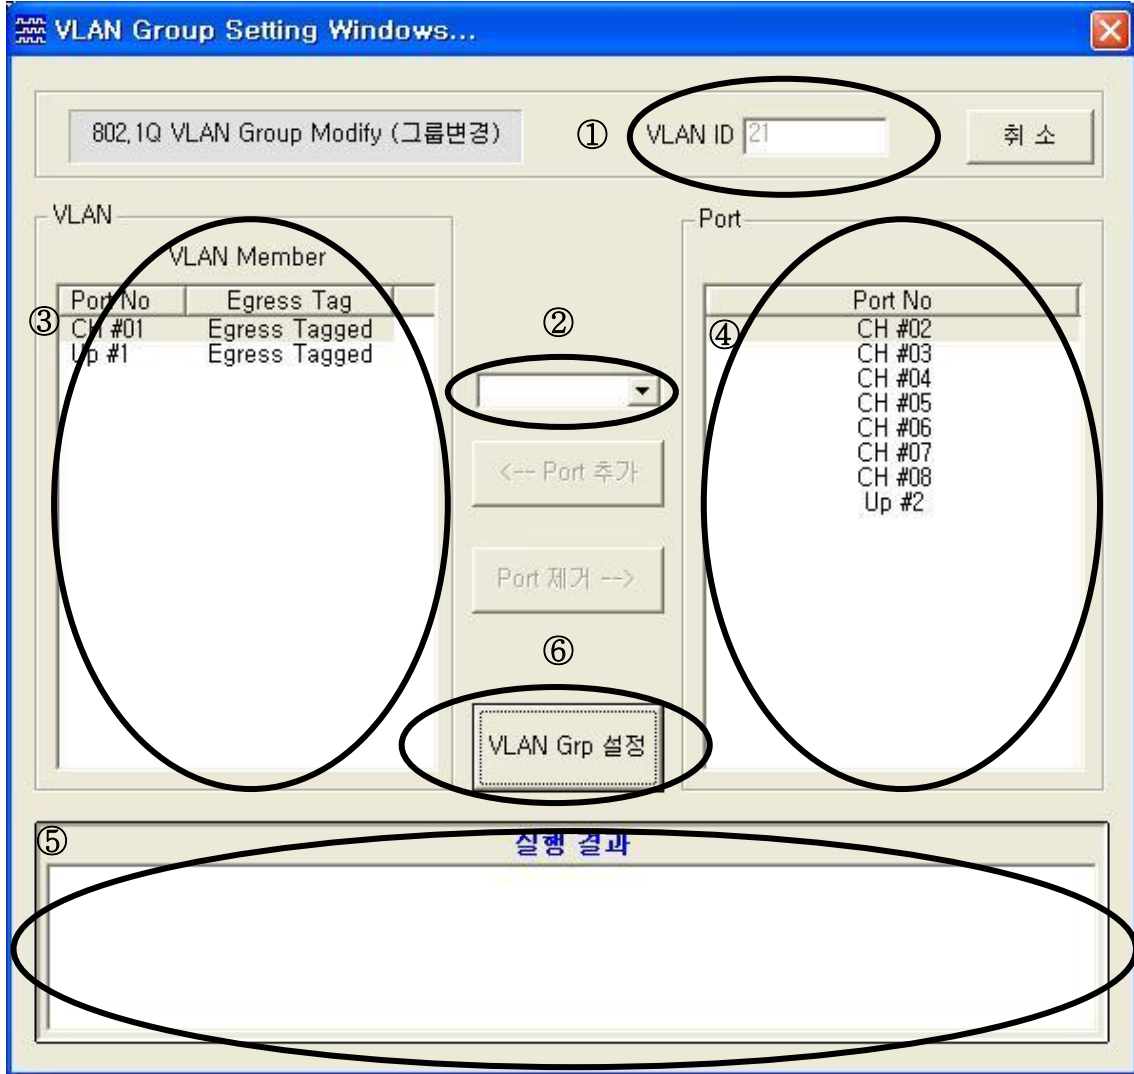 VLAN Group Setting Windows...
802,1Q VLAN Group Modify (그룹변경)
①
VLAN ID 21
취 소
VLAN
VLAN Member
Port No Egress Tag
③
CH #01 Egress Tagged
Up #1 Egress Tagged
②
<-- Port 추가
Port 제거 -->
⑥
VLAN Grp 설정
Port
Port No
④
CH #02
CH #03
CH #04
CH #05
CH #06
CH #07
CH #08
Up #2
⑤
실행 결과